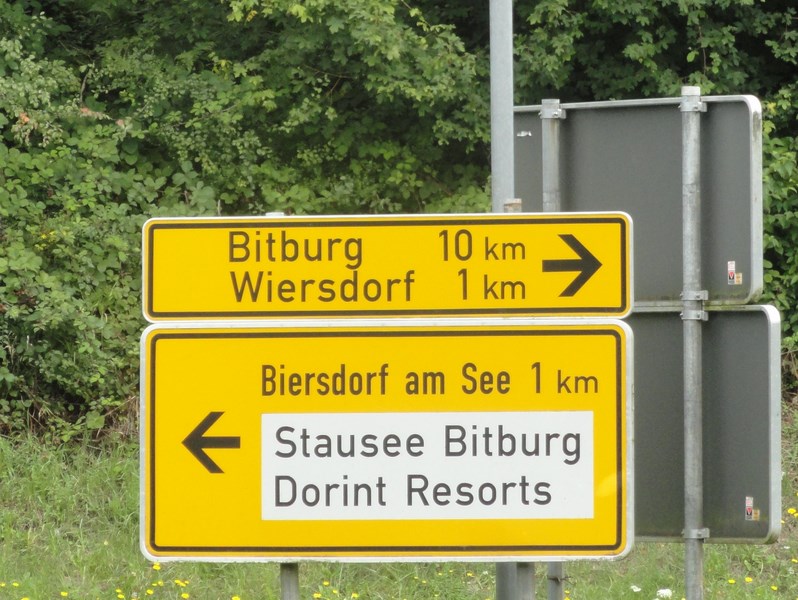 Bitburg 10 km
Wiersdorf 1 km
Biersdorf am See 1 km
Stausee Bitburg
Dorint Resorts